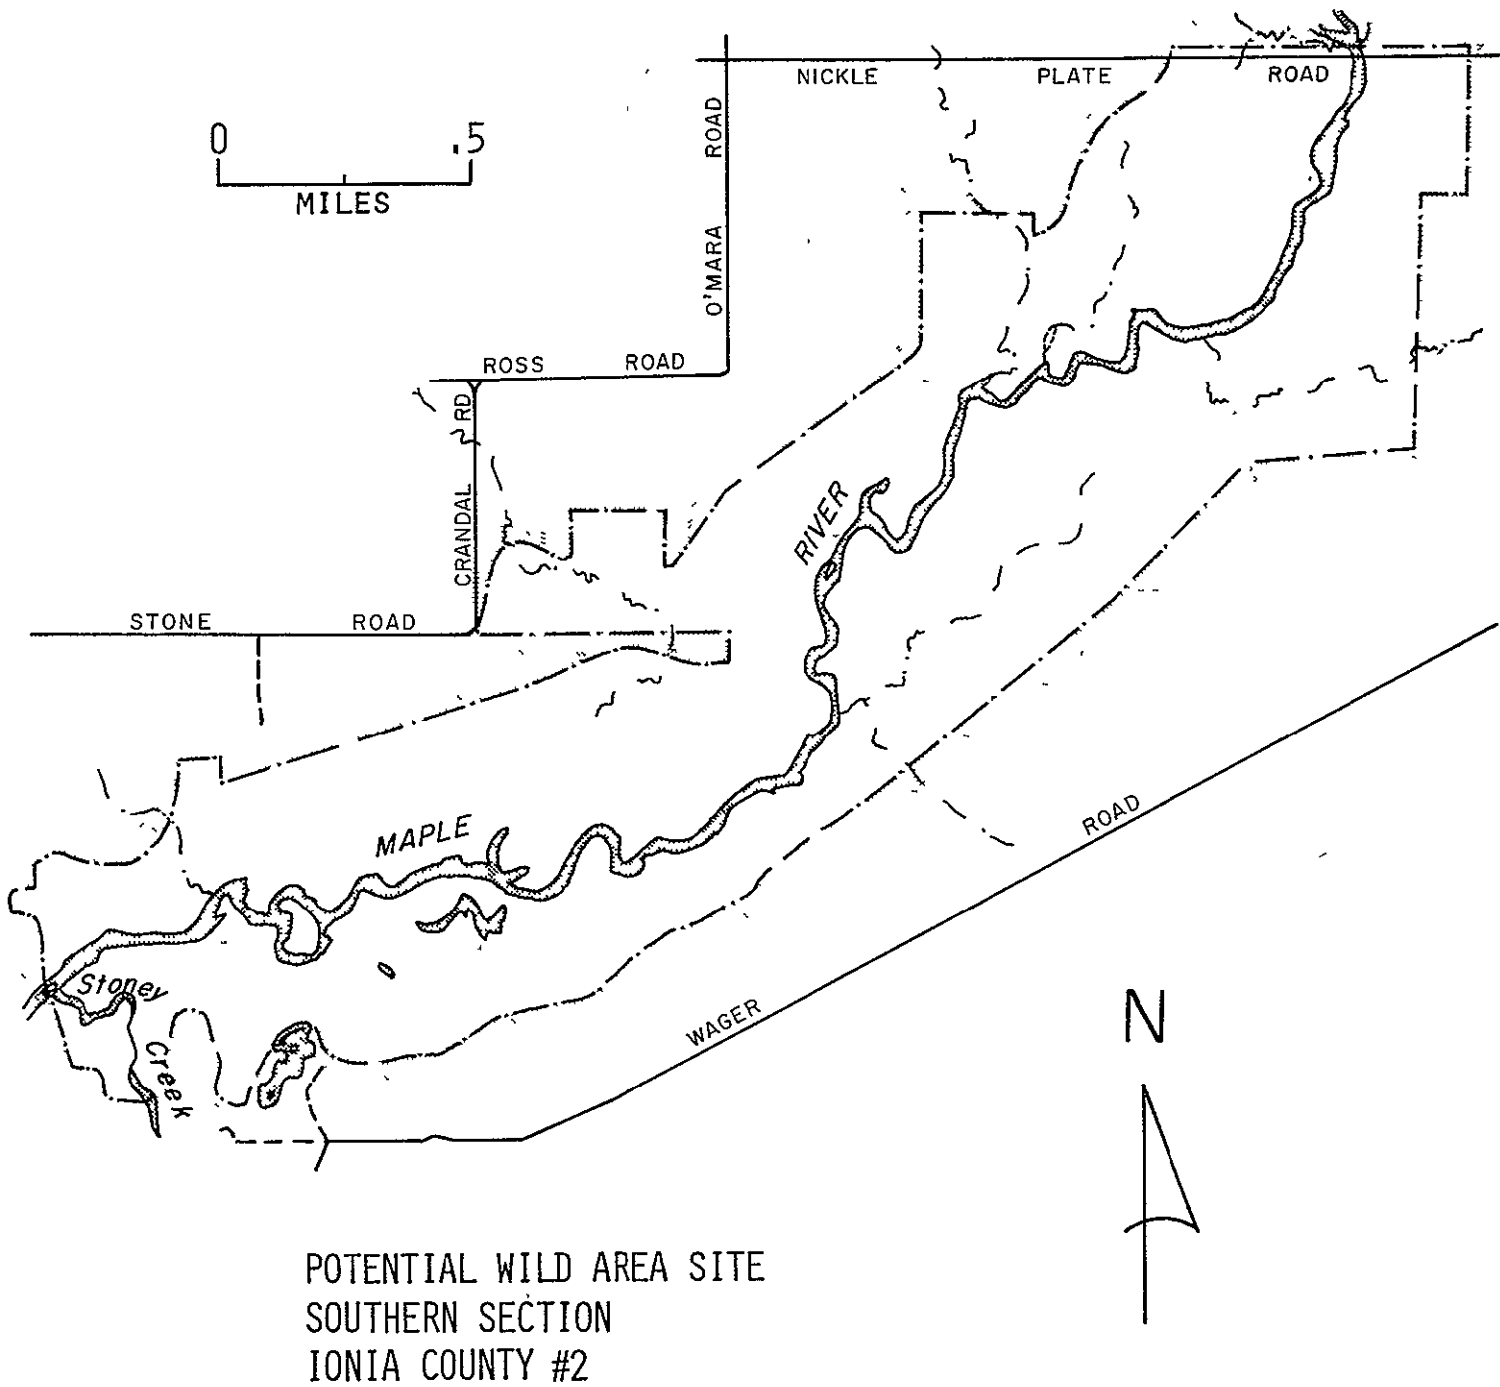 NICKLE PLATE ROAD
0 .5
MILES
O'MARA ROAD
ROSS ROAD
CRANDAL RD
STONE ROAD
RIVER
MAPLE
ROAD
WAGER
Stoney
Creek
N
POTENTIAL WILD AREA SITE
SOUTHERN SECTION
IONIA COUNTY #2